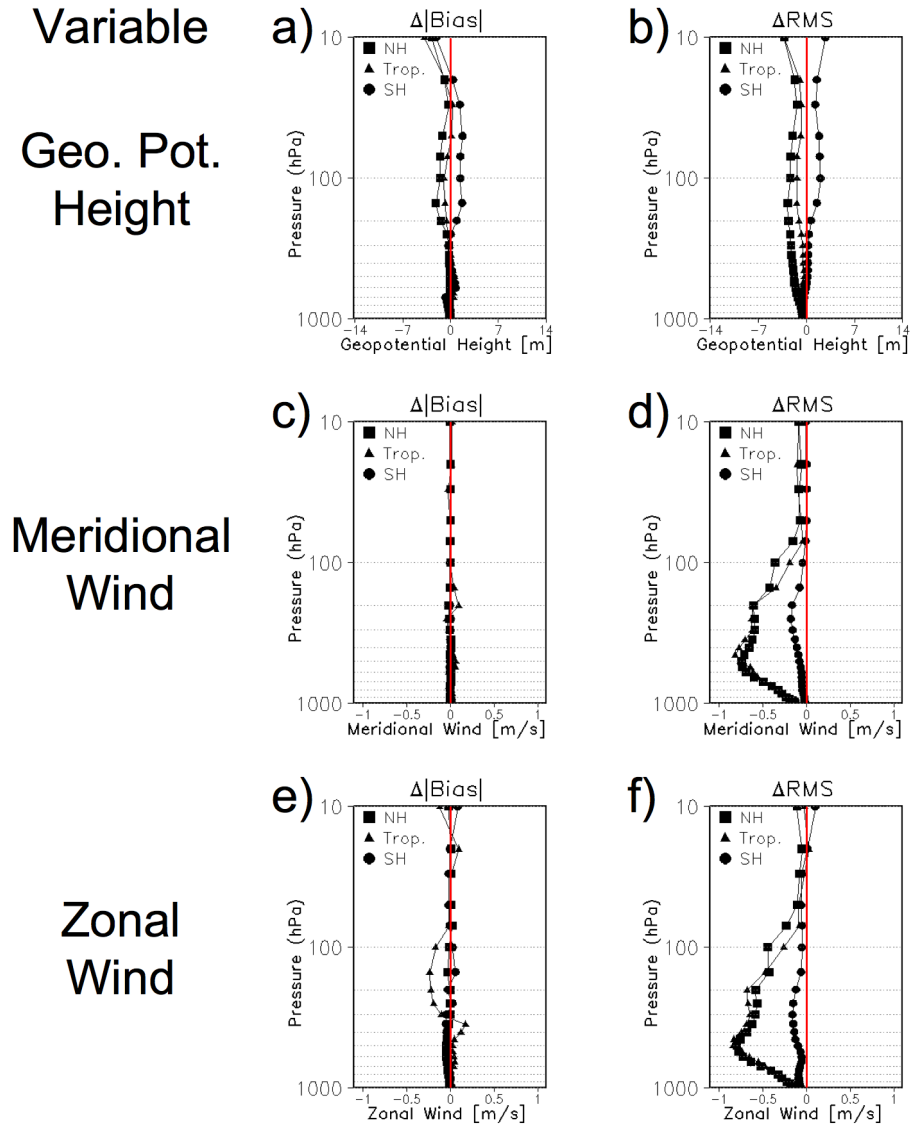 Variable
a)
Δ|Bias|
b)
ΔRMS
Geo. Pot.
Height
10
100
1000
Pressure (hPa)
NH
Trop.
SH
-14 -7 0 7 14
Geopotential Height [m]
10
100
1000
Pressure (hPa)
NH
Trop.
SH
-14 -7 0 7 14
Geopotential Height [m]
Meridional
Wind
c)
Δ|Bias|
10
100
1000
Pressure (hPa)
NH
Trop.
SH
-1 -0.5 0 0.5 1
Meridional Wind [m/s]
d)
ΔRMS
10
100
1000
Pressure (hPa)
NH
Trop.
SH
-1 -0.5 0 0.5 1
Meridional Wind [m/s]
Zonal
Wind
e)
Δ|Bias|
10
100
1000
Pressure (hPa)
NH
Trop.
SH
-1 -0.5 0 0.5 1
Zonal Wind [m/s]
f)
ΔRMS
10
100
1000
Pressure (hPa)
NH
Trop.
SH
-1 -0.5 0 0.5 1
Zonal Wind [m/s]